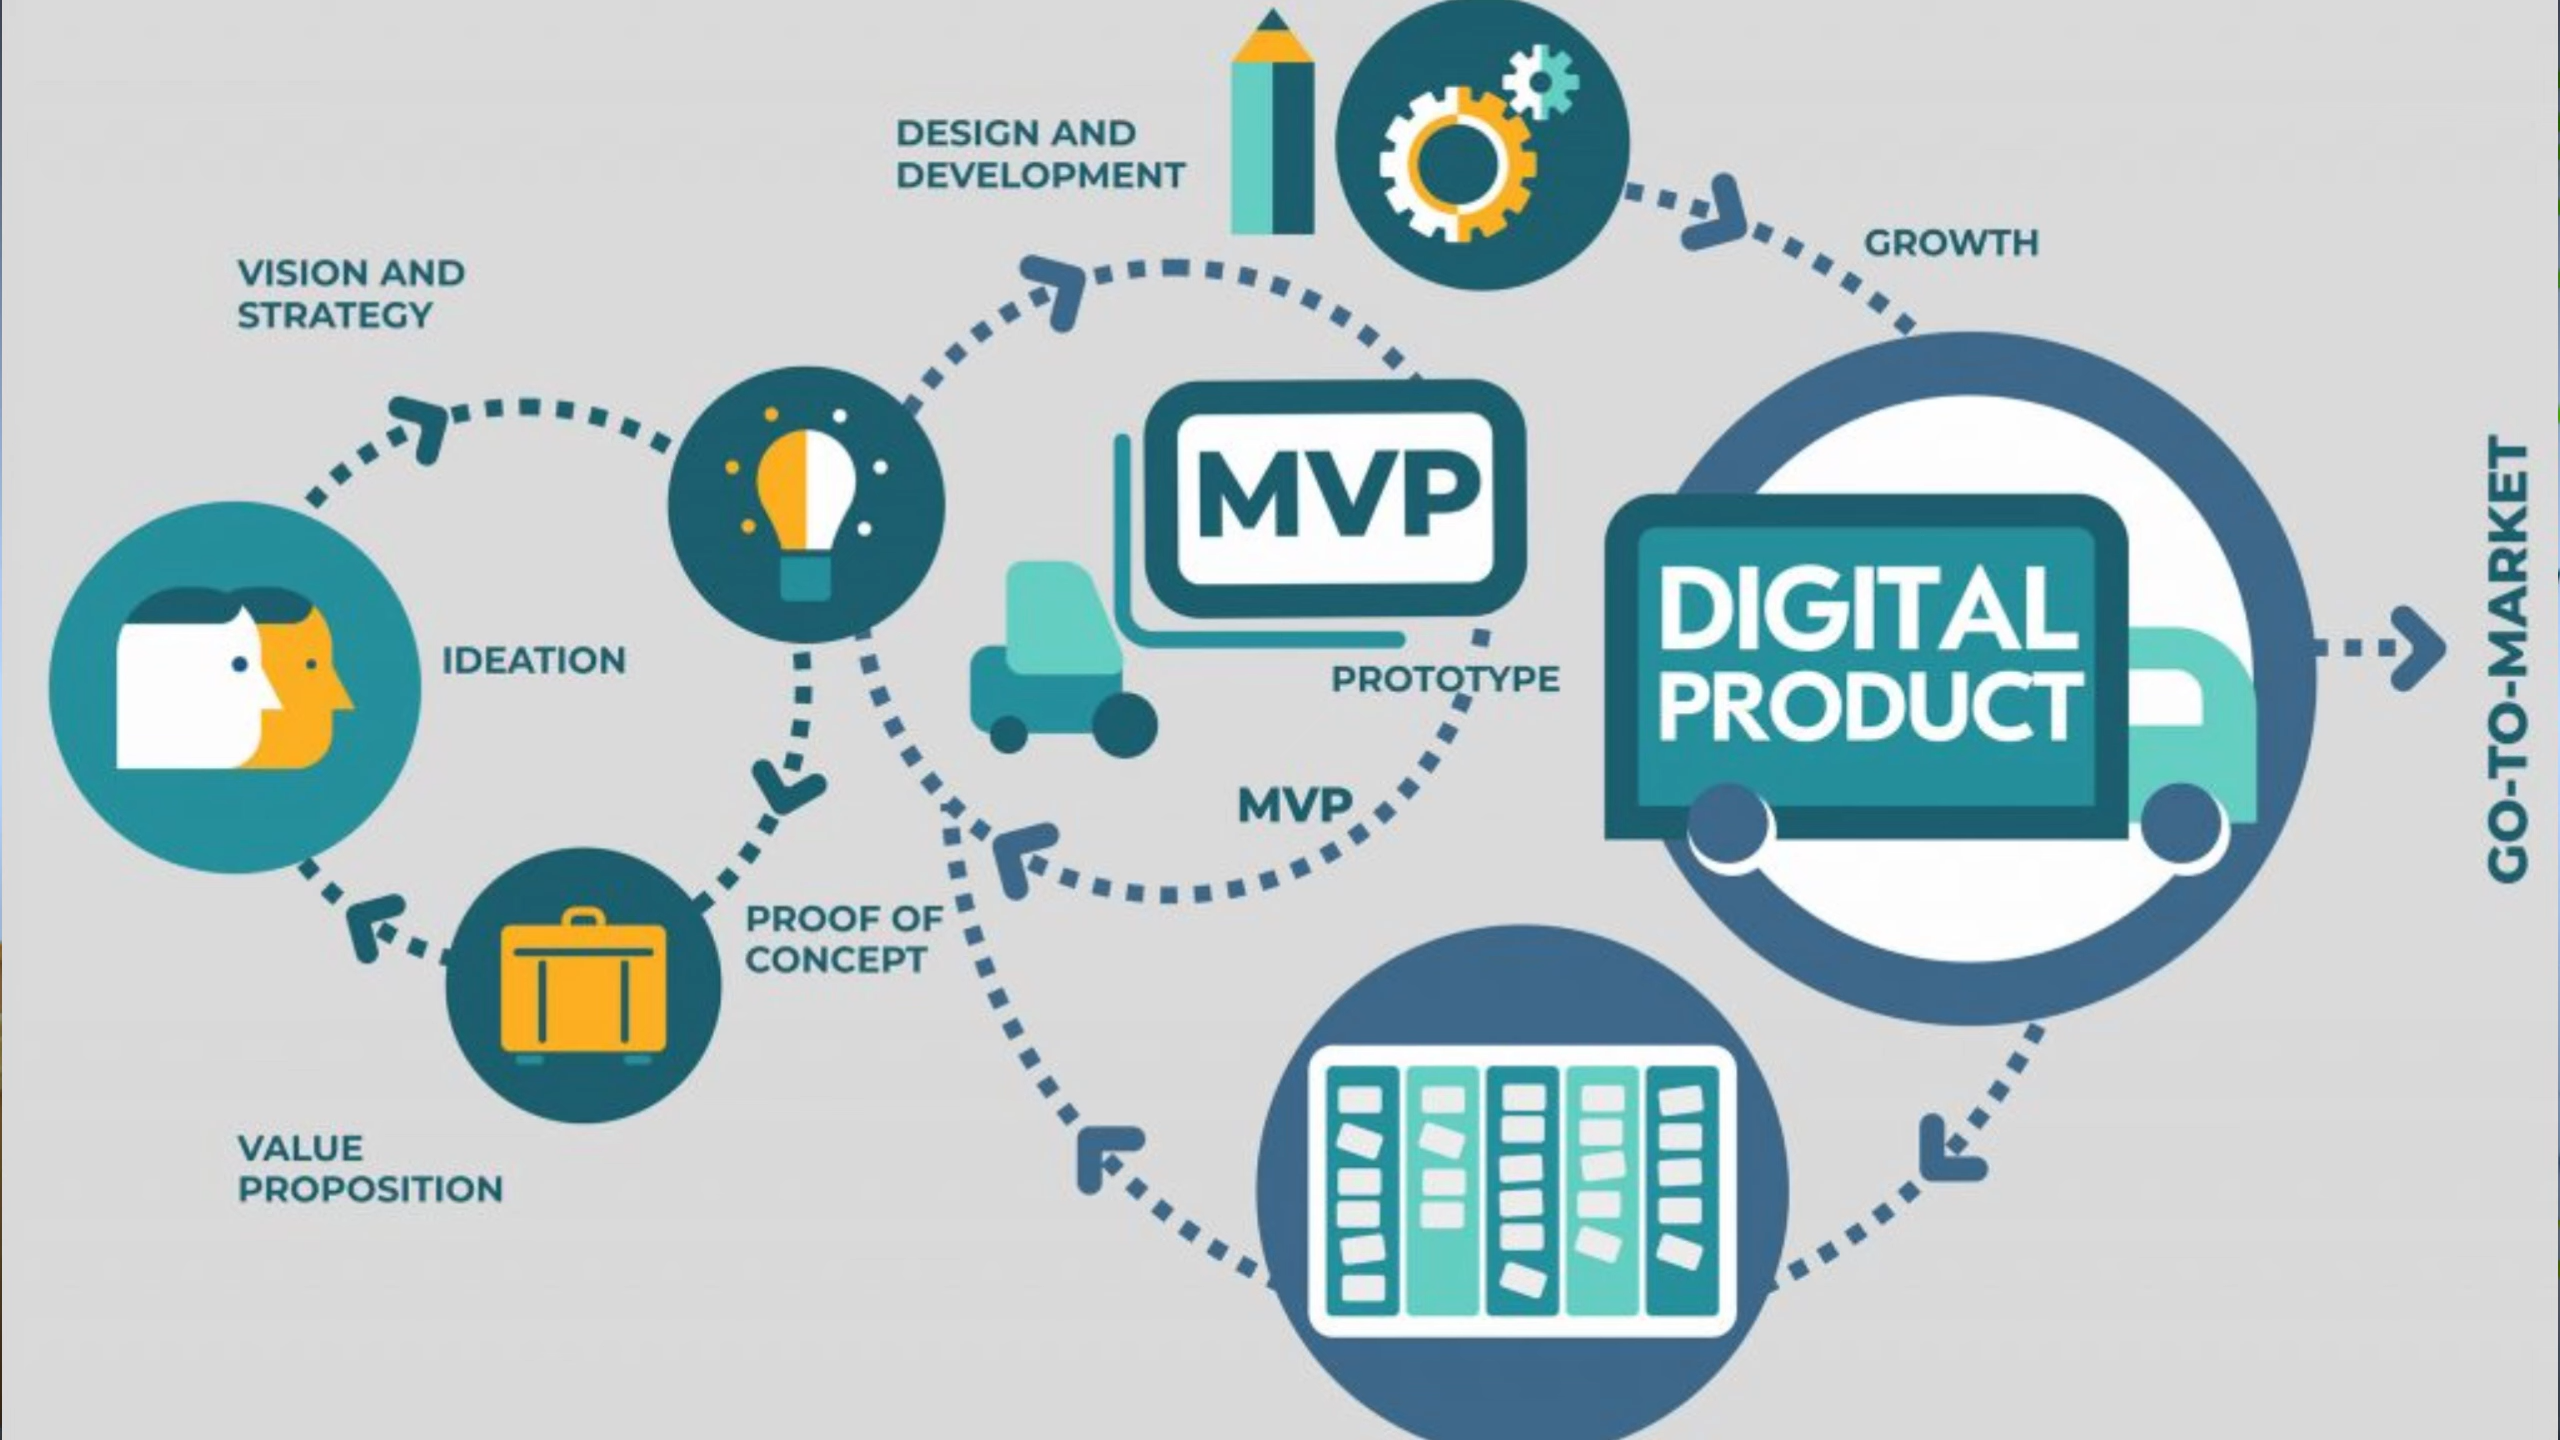 DESIGN AND
DEVELOPMENT
VISION AND
STRATEGY
GROWTH
MVP
IDEATION
PROTOTYPE
DIGITAL
PRODUCT
GO-TO-MARKET
MVP
PROOF OF
CONCEPT
VALUE
PROPOSITION